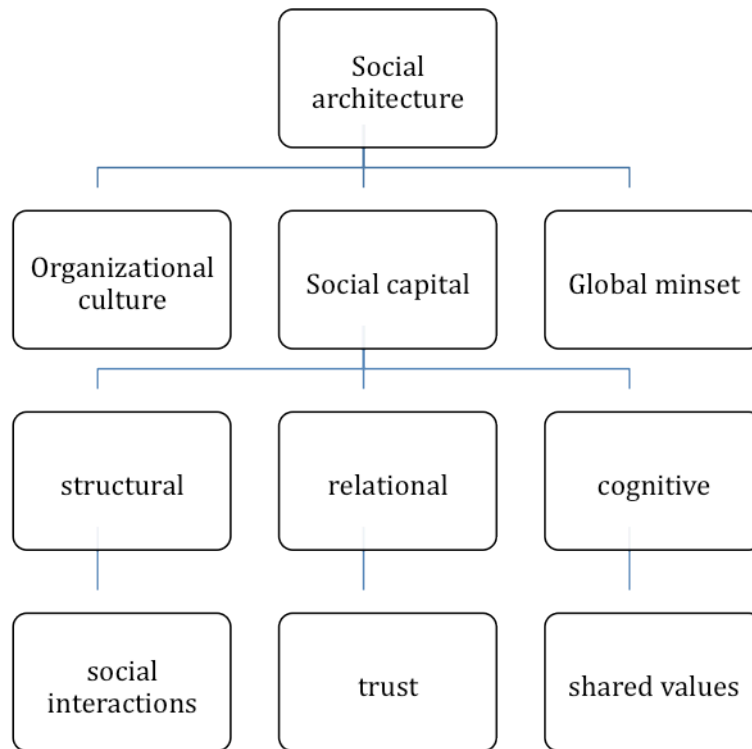 Social
architecture
Organizational
culture
Social capital
Global minset
structural
relational
cognitive
social
interactions
trust
shared values